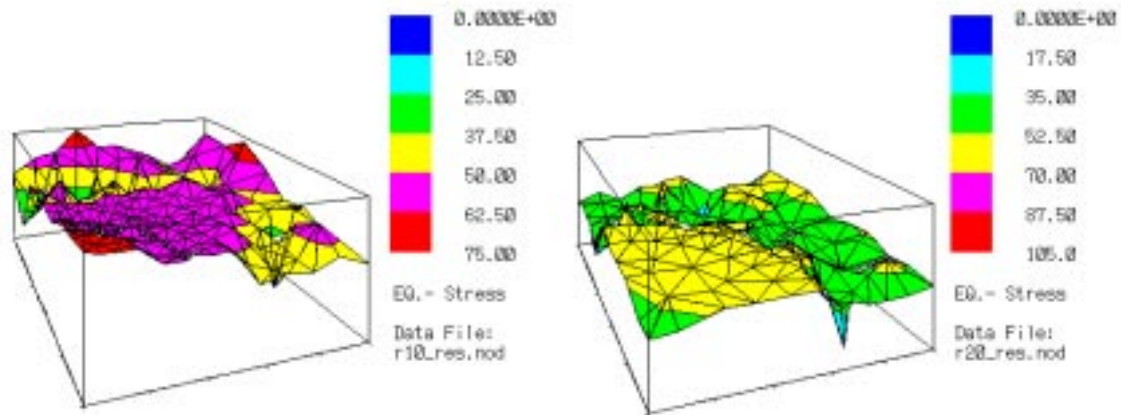 0.0000E+00
12.50
25.00
37.50
50.00
62.50
75.00
EQ.- Stress
Data File:
r10_res.nod
0.0000E+00
17.50
35.00
52.50
70.00
87.50
105.0
EQ.- Stress
Data File:
r20_res.nod